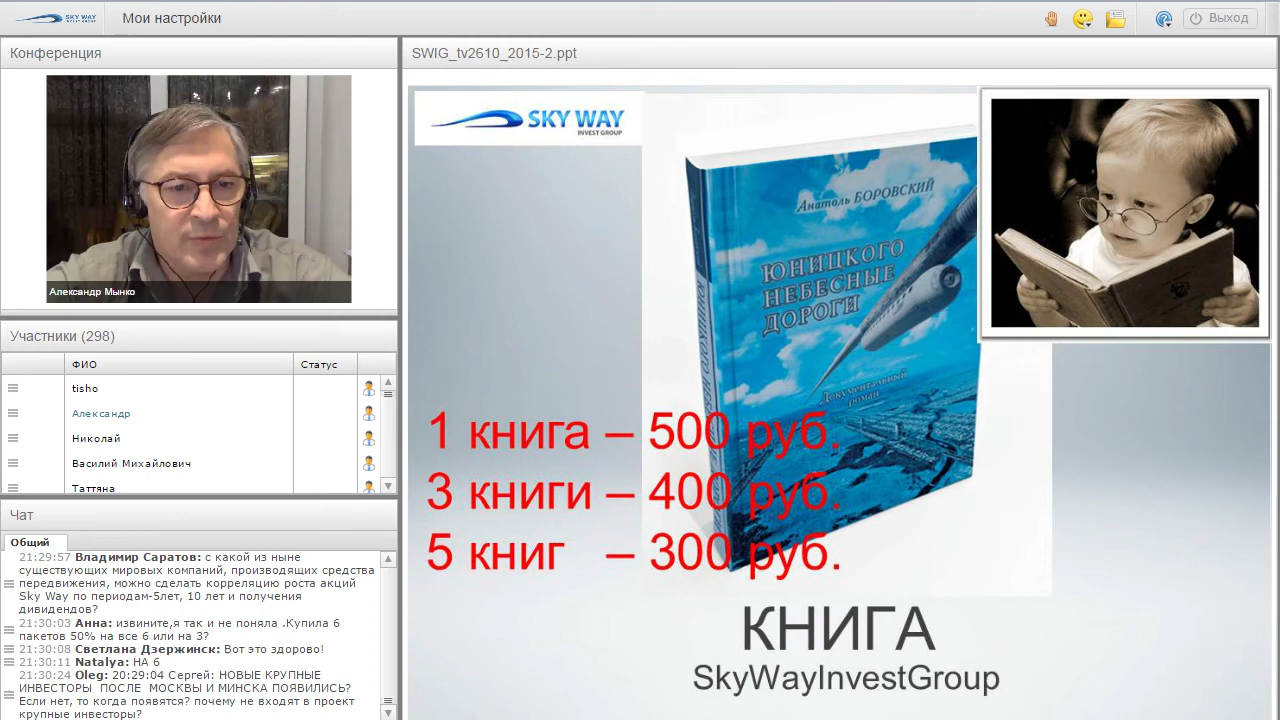 SKY WAY
INVEST GROUP
Мои настройки
Выход
Конференция
Александр Мынко
Участники (298)
ФИО
Статус
tisho
Александр
Николай
Василий Михайлович
Таттяна
Чат
Общий
21:29:57 Владимир Саратов: с какой из ныне
существующих мировых компаний, производящих средства
передвижения, можно сделать корреляцию роста акций
Sky Way по периодам-5лет, 10 лет и получения
дивидендов?
21:30:03 Анна: извините,я так и не поняла .Купила 6
пакетов 50% на все 6 или на 3?
21:30:08 Светлана Дзержинск: Вот это здорово!
21:30:11 Natalya: НА 6
21:30:24 Oleg: 20:29:04 Сергей: НОВЫЕ КРУПНЫЕ
ИНВЕСТОРЫ ПОСЛЕ МОСКВЫ И МИНСКА ПОЯВИЛИСЬ?
Если нет, то когда появятся? почему не входят в проект
крупные инвесторы?
SWIG_tv2610_2015-2.ppt
SKY WAY
INVEST GROUP
Анатоль БОРОВСКИЙ
ЮНИЦКОГО
НЕБЕСНЫЕ
ДОРОГИ
Документальный
роман
1 книга – 500 руб.
3 книги – 400 руб.
5 книг – 300 руб.
КНИГА
SkyWayInvestGroup